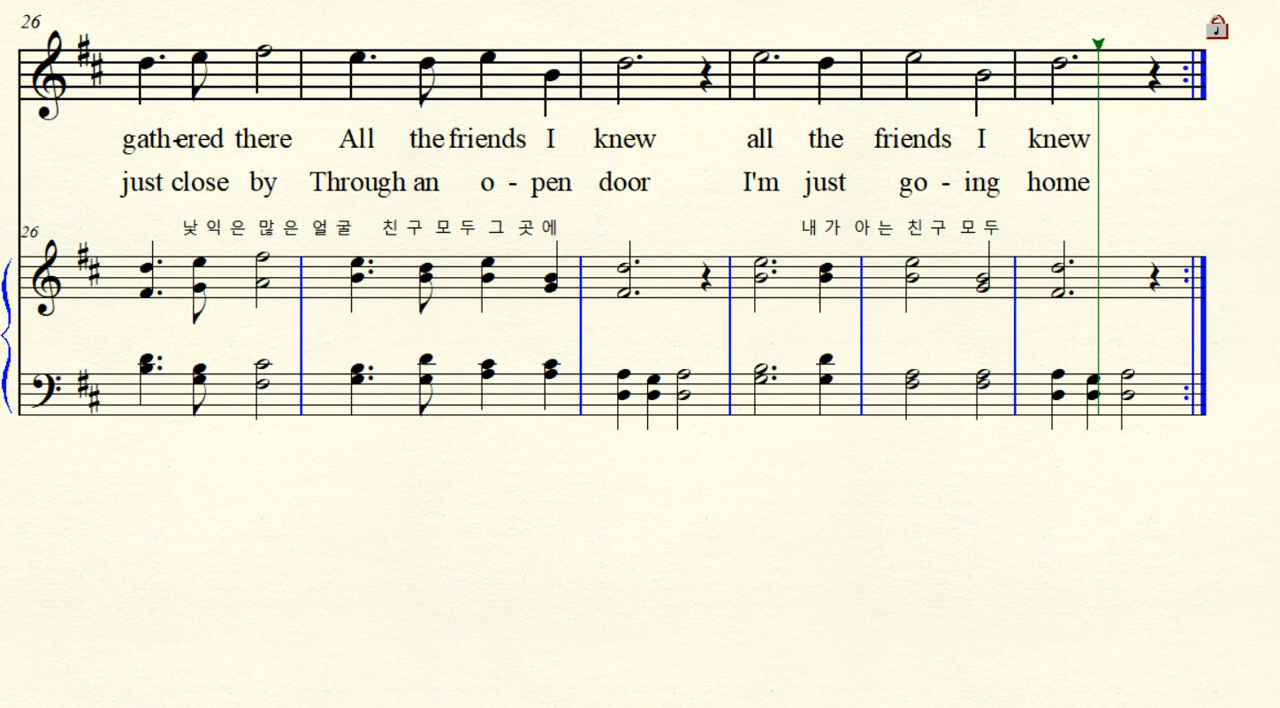 26
gath-ered there All the friends I knew all the friends I knew
just close by Through an o - pen door I'm just go - ing home
낯 익 은 많 은 얼 굴 친 구 모 두 그 곳 에 내 가 아 는 친 구 모 두
26